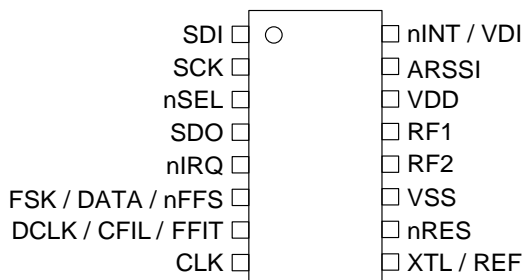 SDI
SCK
nSEL
SDO
nIRQ
FSK / DATA / nFFS
DCLK / CFIL / FFIT
CLK
nINT / VDI
ARSSI
VDD
RF1
RF2
VSS
nRES
XTL / REF